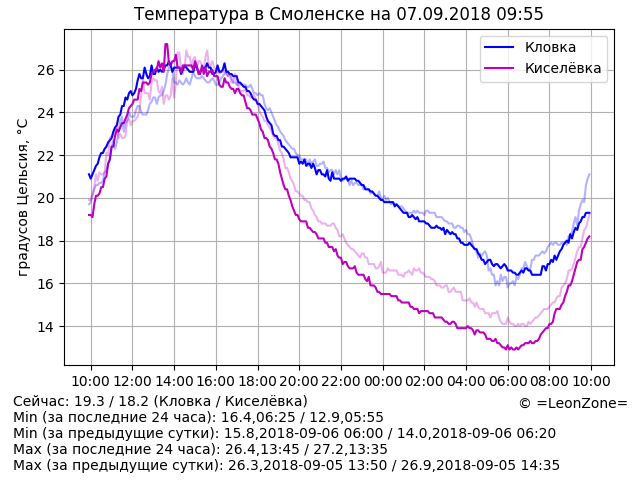 Температура в Смоленске на 07.09.2018 09:55
Кловка
Киселёвка
градусов Цельсия, °C
26
24
22
20
18
16
14
10:00 12:00 14:00 16:00 18:00 20:00 22:00 00:00 02:00 04:00 06:00 08:00 10:00
Сейчас: 19.3 / 18.2 (Кловка / Киселёвка)
© =LeonZone=
Min (за последние 24 часа): 16.4,06:25 / 12.9,05:55
Min (за предыдущие сутки): 15.8,2018-09-06 06:00 / 14.0,2018-09-06 06:20
Max (за последние 24 часа): 26.4,13:45 / 27.2,13:35
Max (за предыдущие сутки): 26.3,2018-09-05 13:50 / 26.9,2018-09-05 14:35